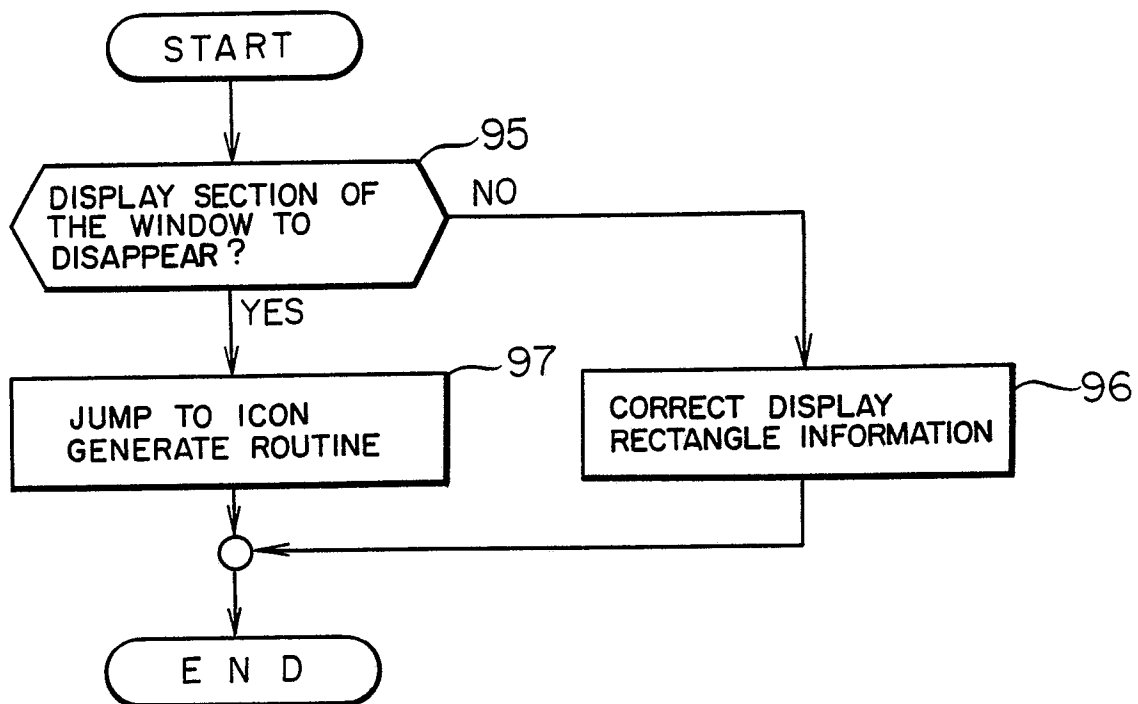 START
95
DISPLAY SECTION OF
THE WINDOW TO
DISAPPEAR?
NO
YES
97
JUMP TO ICON
GENERATE ROUTINE
96
CORRECT DISPLAY
RECTANGLE INFORMATION
END